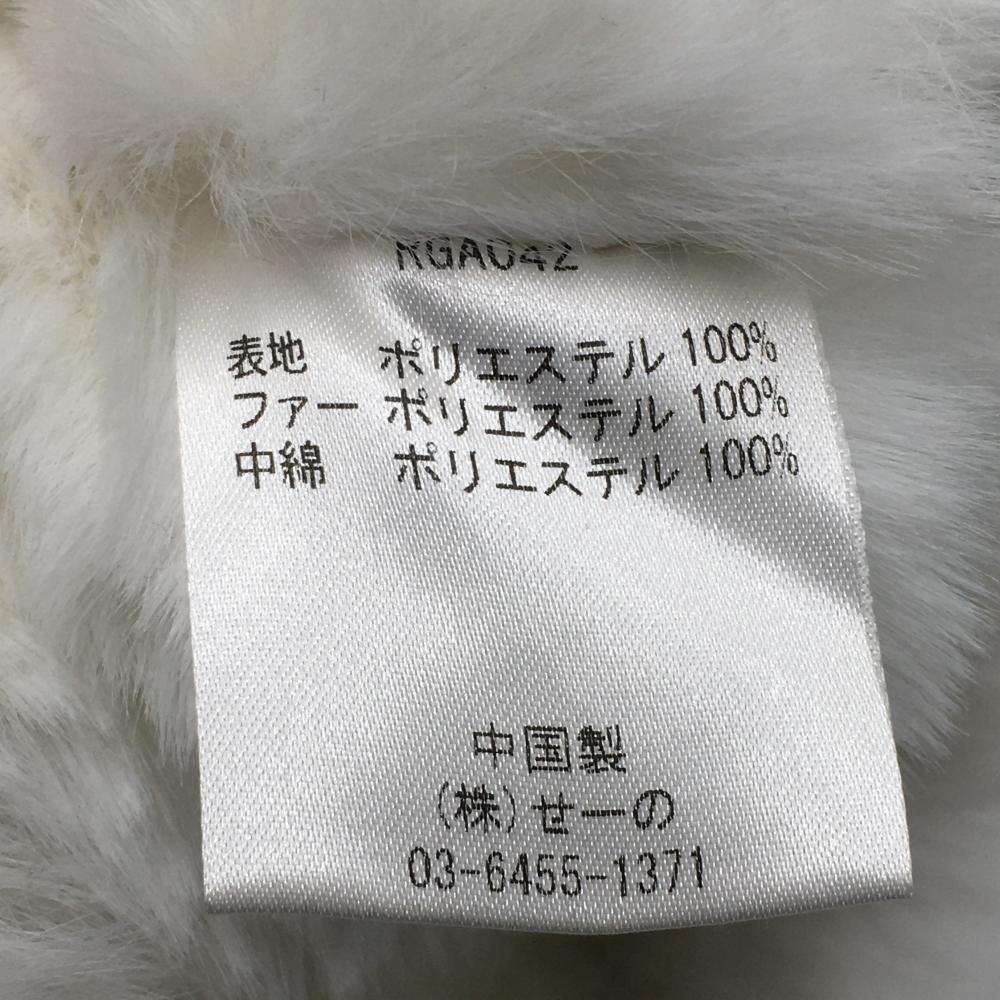 RGA042
表地 ポリエステル 100%
ファー ポリエステル 100%
中綿 ポリエステル 100%
中国製
(株)せーの
03-6455-1371